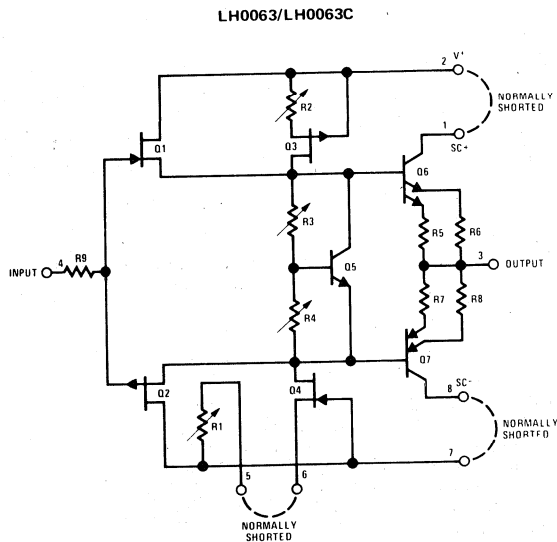 LH0063/LH0063C
2 V+
NORMALLY
SHORTED
R2
1
SC+
Q1
Q3
Q6
R3
R5
R6
4
R9
INPUT
3
OUTPUT
Q5
R4
R7
R8
Q7
Q2
Q4
8 SC-
R1
NORMALLY
SHORTED
7
5
6
NORMALLY
SHORTED